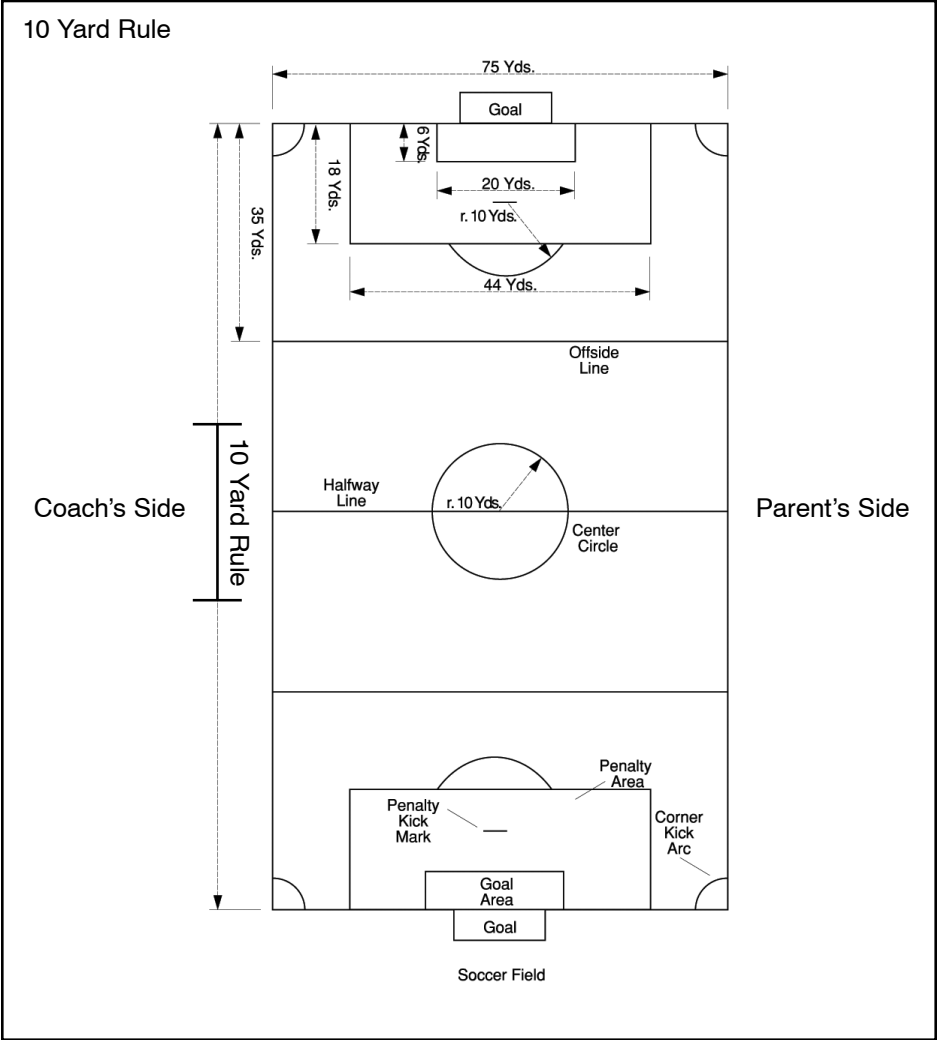 10 Yard Rule
75 Yds.
Goal
6 Yds.
18 Yds.
20 Yds.
r. 10 Yds.
35 Yds.
44 Yds.
Offside
Line
10 Yard Rule
Halfway
Line
r. 10 Yds.
Coach's Side
Parent's Side
Center
Circle
Penalty
Area
Penalty
Kick
Mark
Corner
Kick
Arc
Goal
Area
Goal
Soccer Field